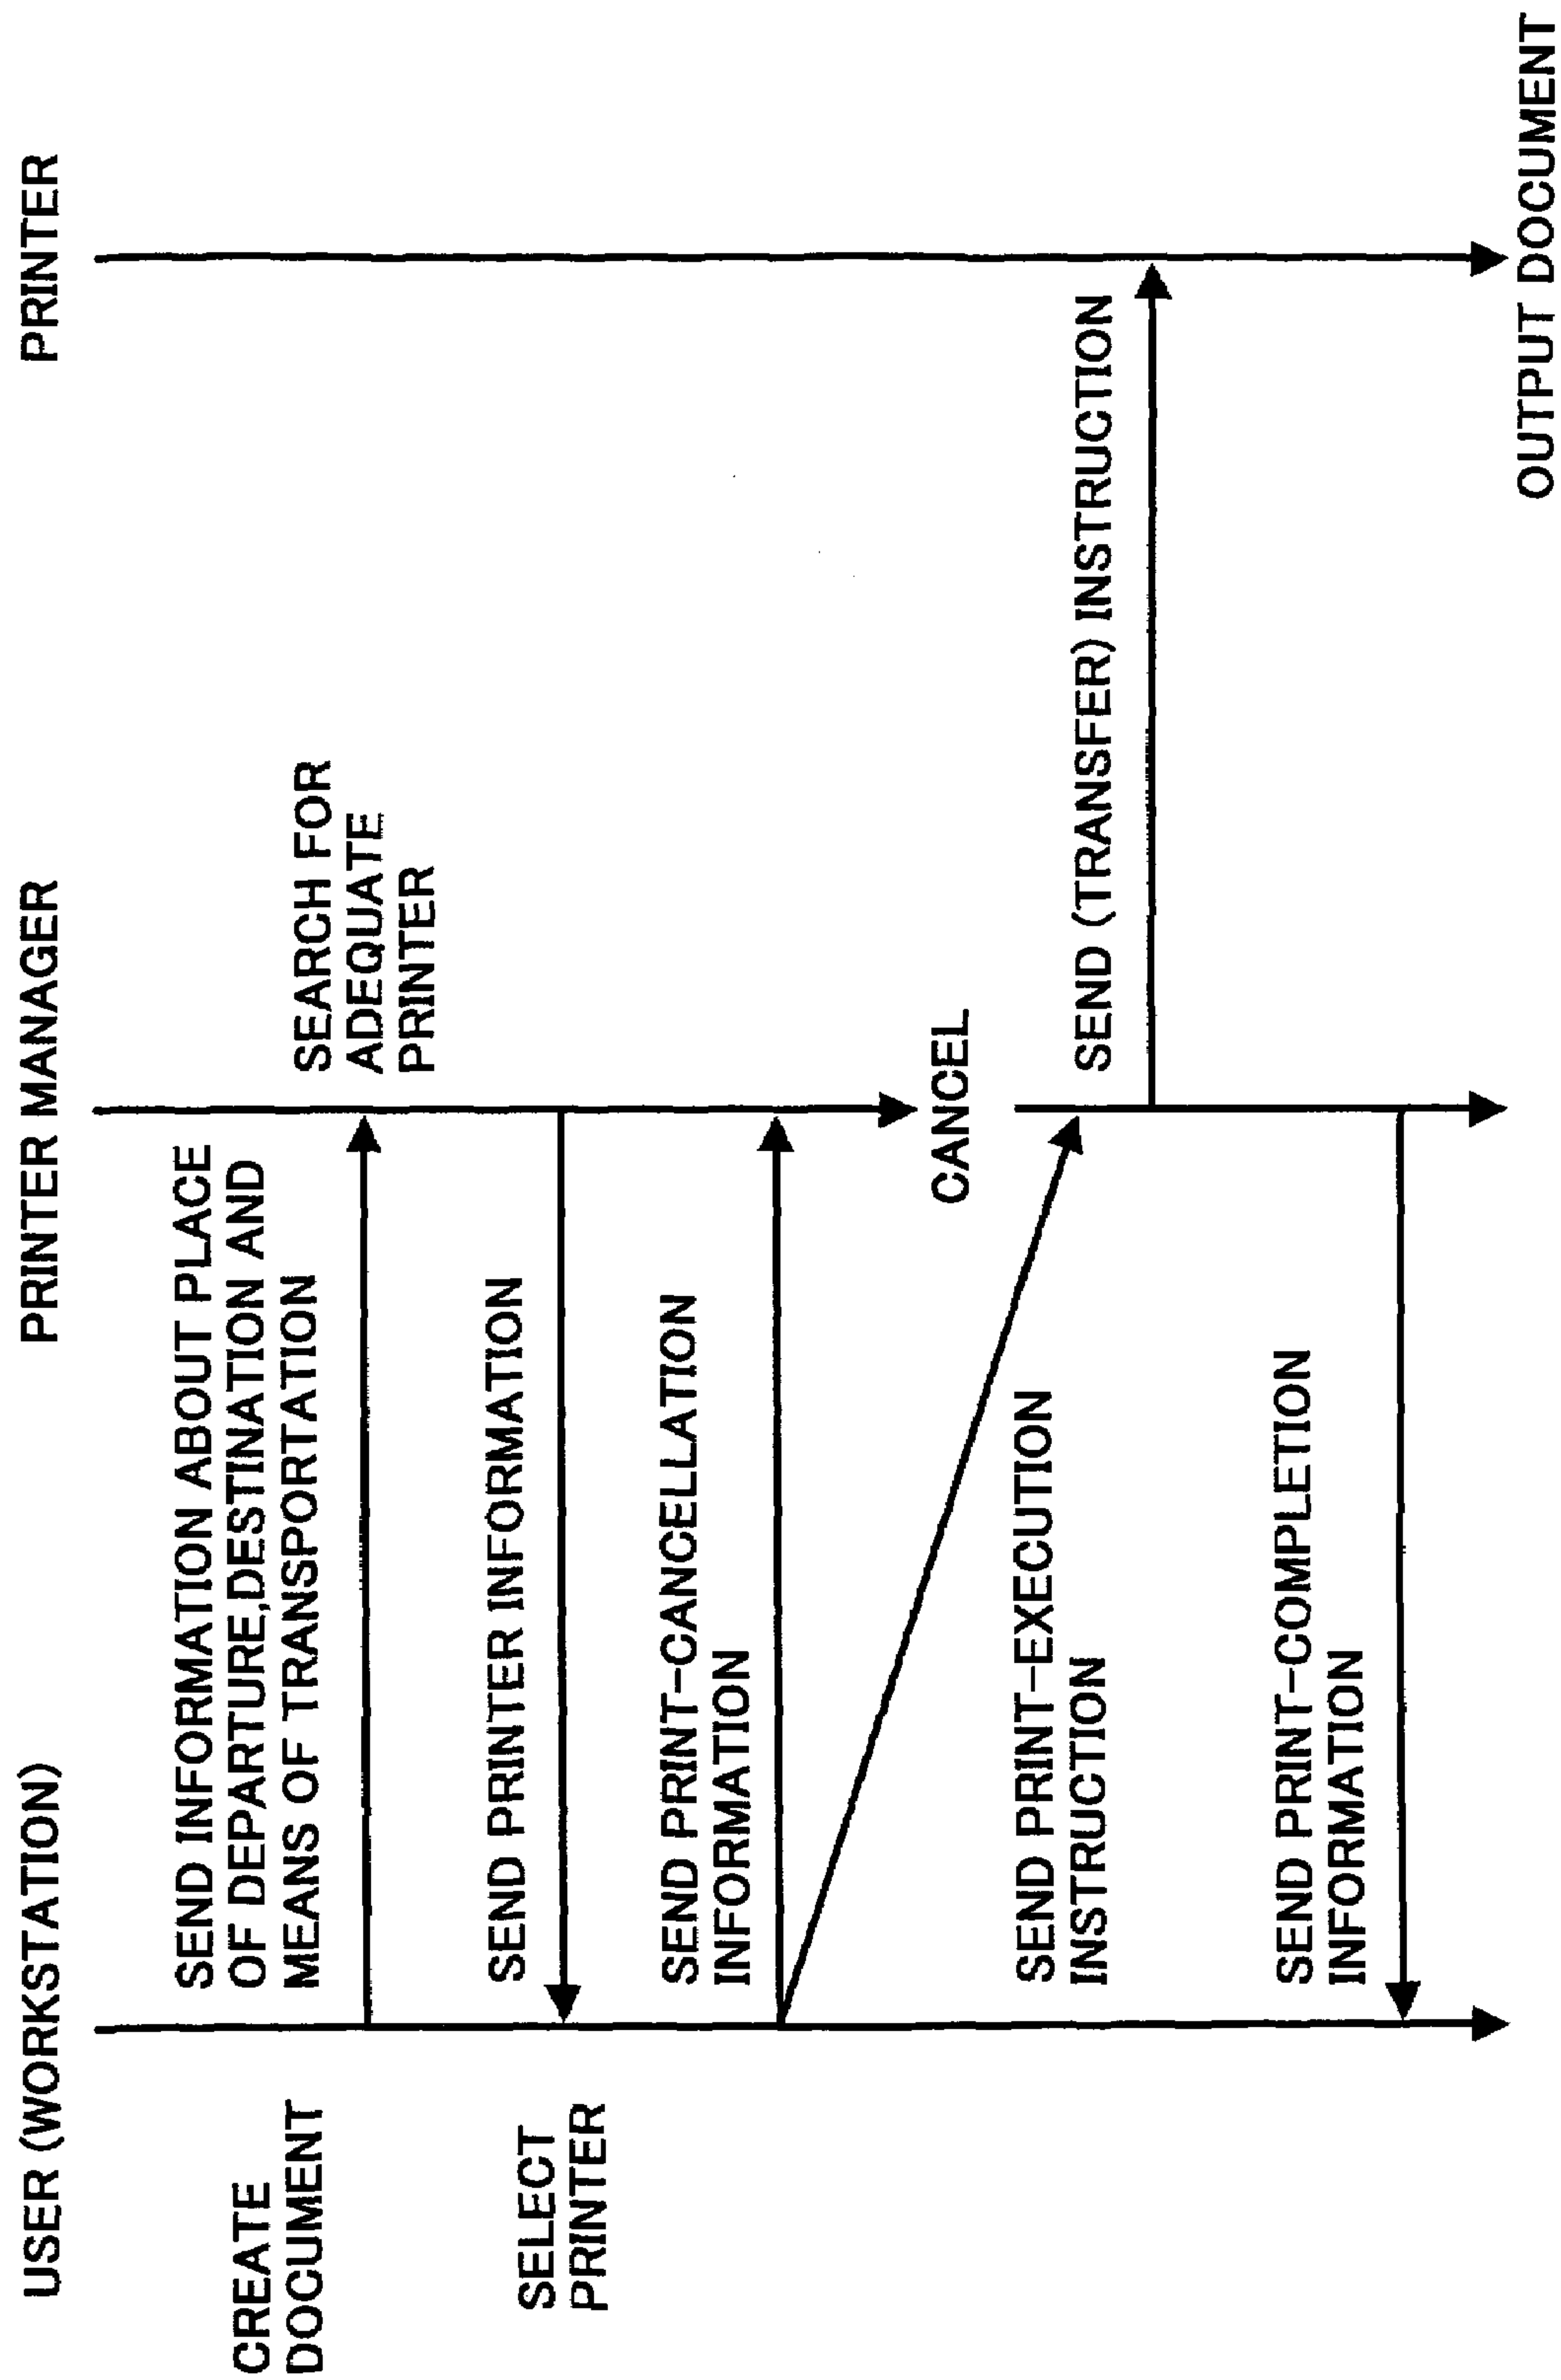 USER (WORKSTATION)
PRINTER MANAGER
PRINTER
CREATE
DOCUMENT
SEND INFORMATION ABOUT PLACE
OF DEPARTURE,DESTINATION AND
MEANS OF TRANSPORTATION
SEARCH FOR
ADEQUATE
PRINTER
SEND PRINTER INFORMATION
SELECT
PRINTER
SEND PRINT-CANCELLATION
INFORMATION
CANCEL
SEND PRINT-EXECUTION
INSTRUCTION
SEND (TRANSFER) INSTRUCTION
SEND PRINT-COMPLETION
INFORMATION
OUTPUT DOCUMENT